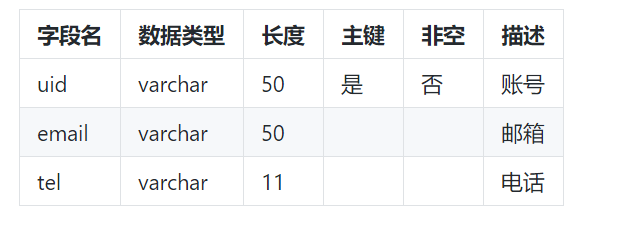 字段名 数据类型 长度 主键 非空 描述
uid varchar 50 是 否 账号
email varchar 50 邮箱
tel varchar 11 电话